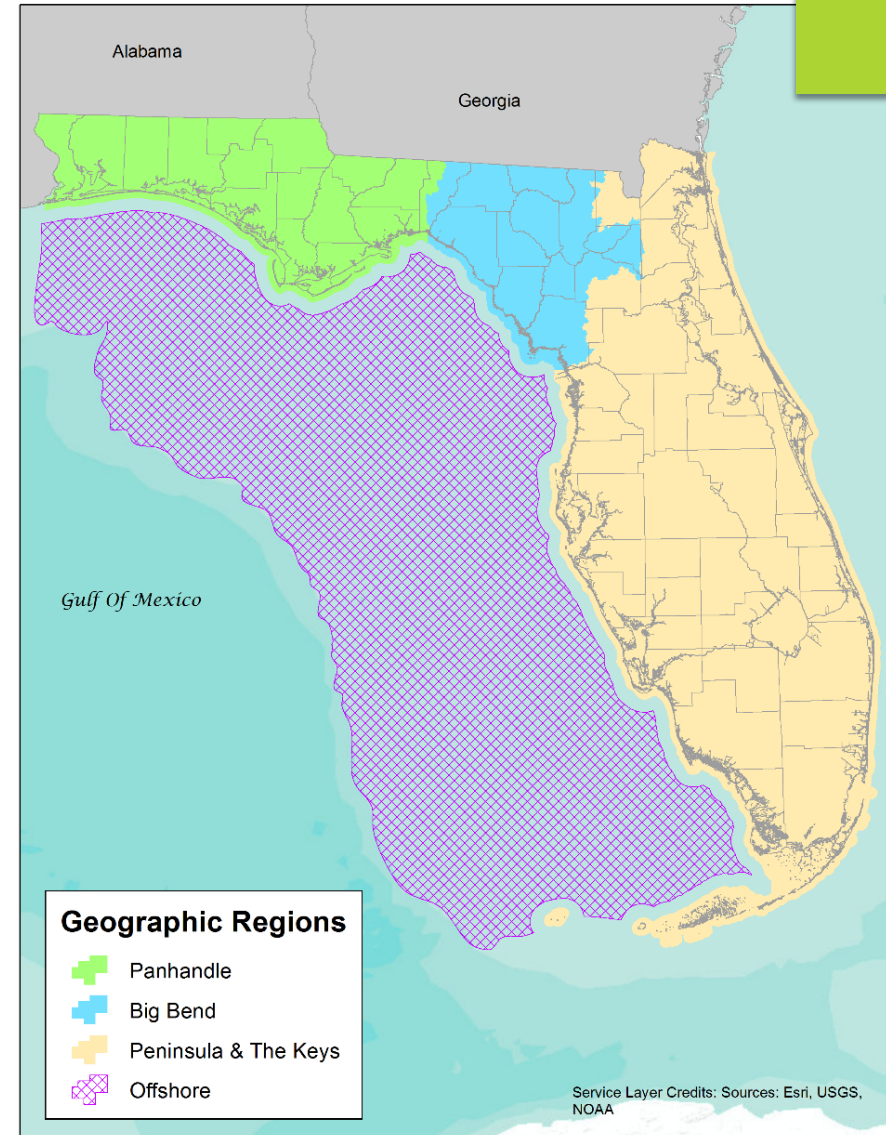 Alabama
Georgia
Gulf Of Mexico
Geographic Regions
Panhandle
Big Bend
Peninsula & The Keys
Offshore
Service Layer Credits: Sources: Esri, USGS,
NOAA